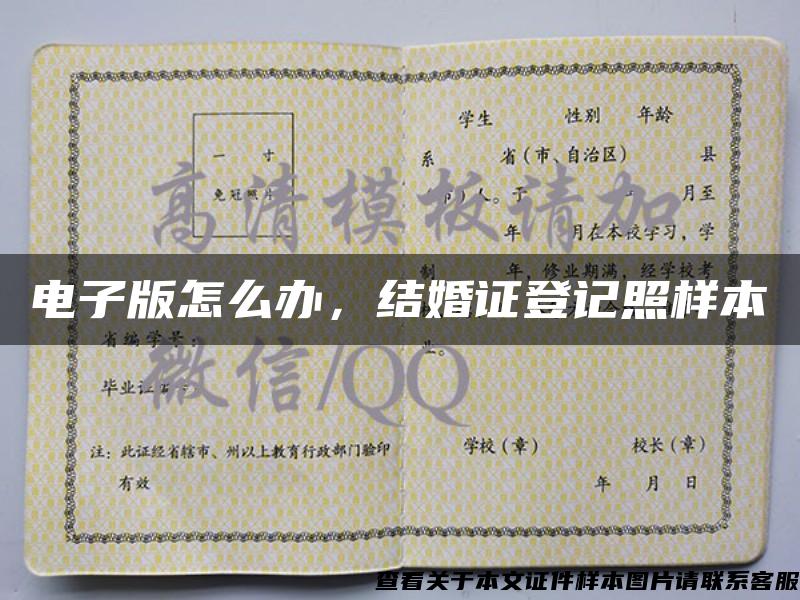 一 寸
免冠照片
省编学号：
毕业证
注：此证经省辖市、州以上教育行政部门验印
有效
学生 性别 年龄
系 省（市、自治区） 县
人。于 月至
年 月在本校学习，学
制 年，修业期满，经学校考
业。
学校（章） 校长（章）
年 月 日
高清模板请加
微信/QQ
电子版怎么办，结婚证登记照样本
查看关于本文证件样本图片请联系客服